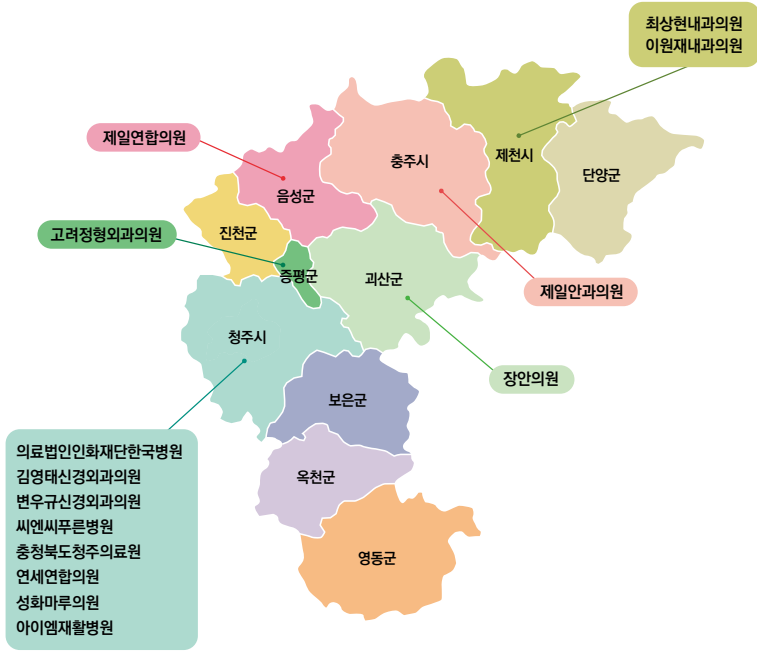 최상현내과의원
이원재내과의원
제일연합의원
충주시
제천시
단양군
음성군
진천군
고려정형외과의원
증평군
괴산군
제일안과의원
청주시
장안의원
보은군
의료법인인화재단한국병원
김영태신경외과의원
변우규신경외과의원
씨엔씨푸른병원
충청북도청주의료원
연세연합의원
성화마루의원
아이엠재활병원
옥천군
영동군